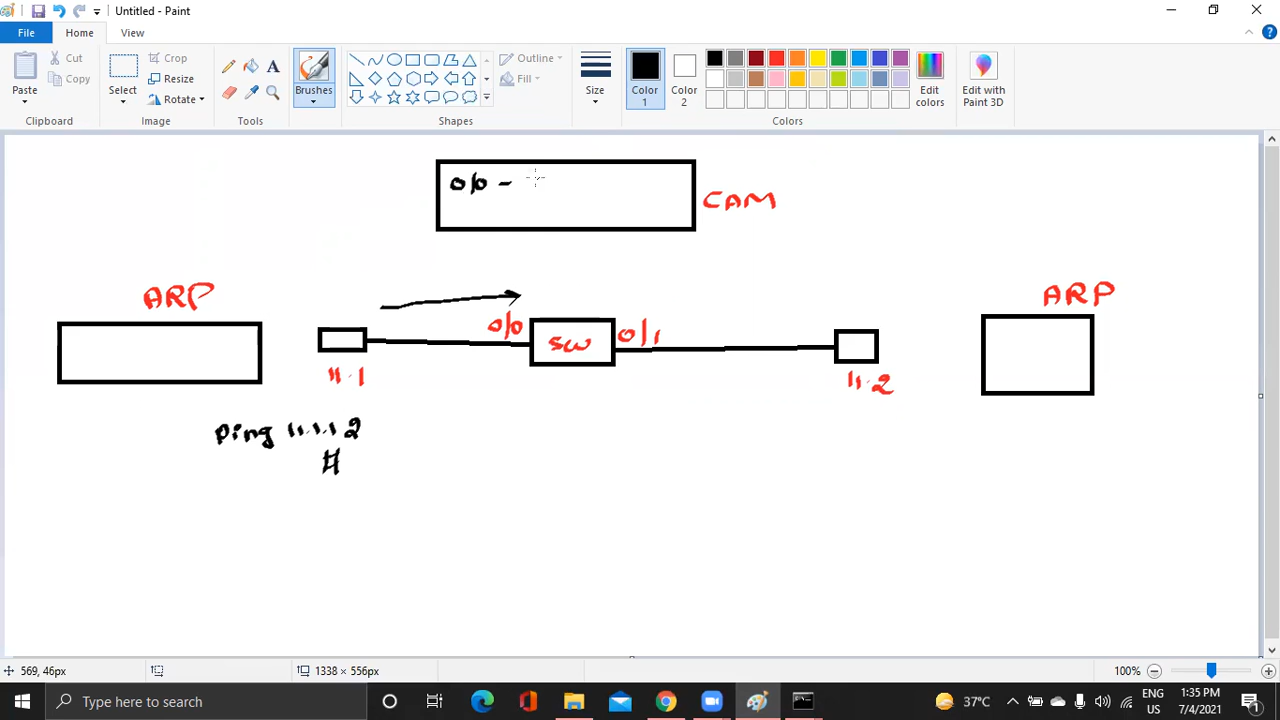 Untitled - Paint
File
Home
View
Paste
Cut
Copy
Clipboard
Select
Crop
Resize
Rotate
Image
Tools
Brushes
Outline
Fill
Shapes
Size
Color 1
Color 2
Edit colors
Edit with Paint 3D
Colors
0/0 -
CAM
ARP
0/0
SW
0/1
ARP
11.1
11.2
Ping 11.1.1.2
#
569, 46px
1338 × 556px
100%
Type here to search
37°C
ENG
US
1:35 PM
7/4/2021
1